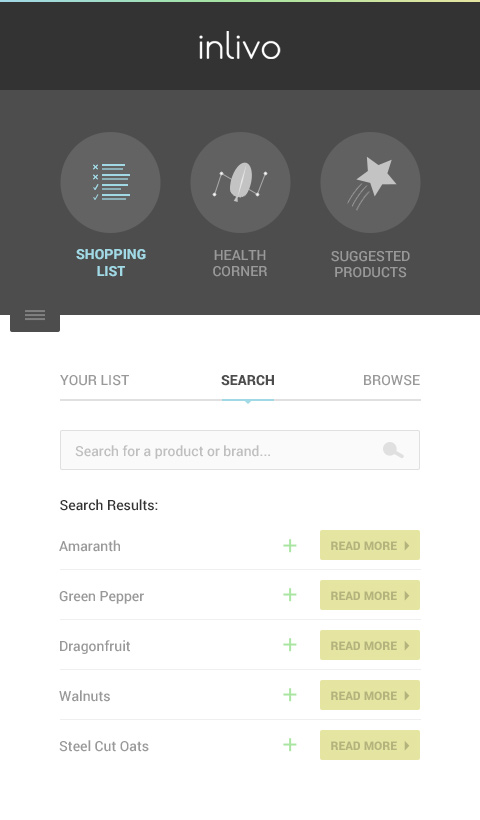 inlivo
SHOPPING
LIST
HEALTH
CORNER
SUGGESTED
PRODUCTS
YOUR LIST
SEARCH
BROWSE
Search for a product or brand...
Search Results:
Amaranth + READ MORE
Green Pepper + READ MORE
Dragonfruit + READ MORE
Walnuts + READ MORE
Steel Cut Oats + READ MORE